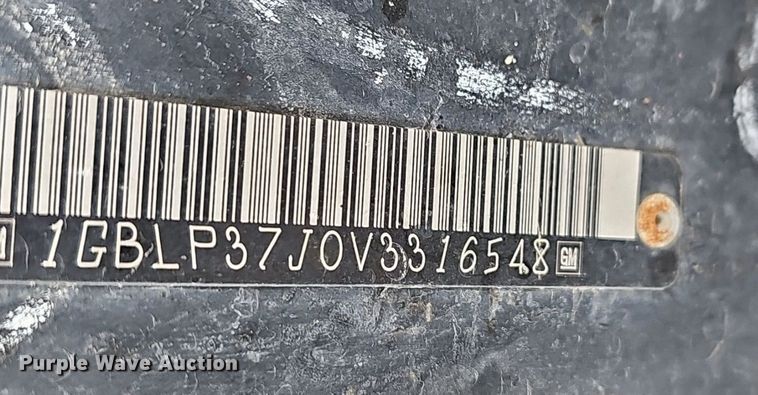 1GBLP37J0V3316548 GM
Purple Wave Auction